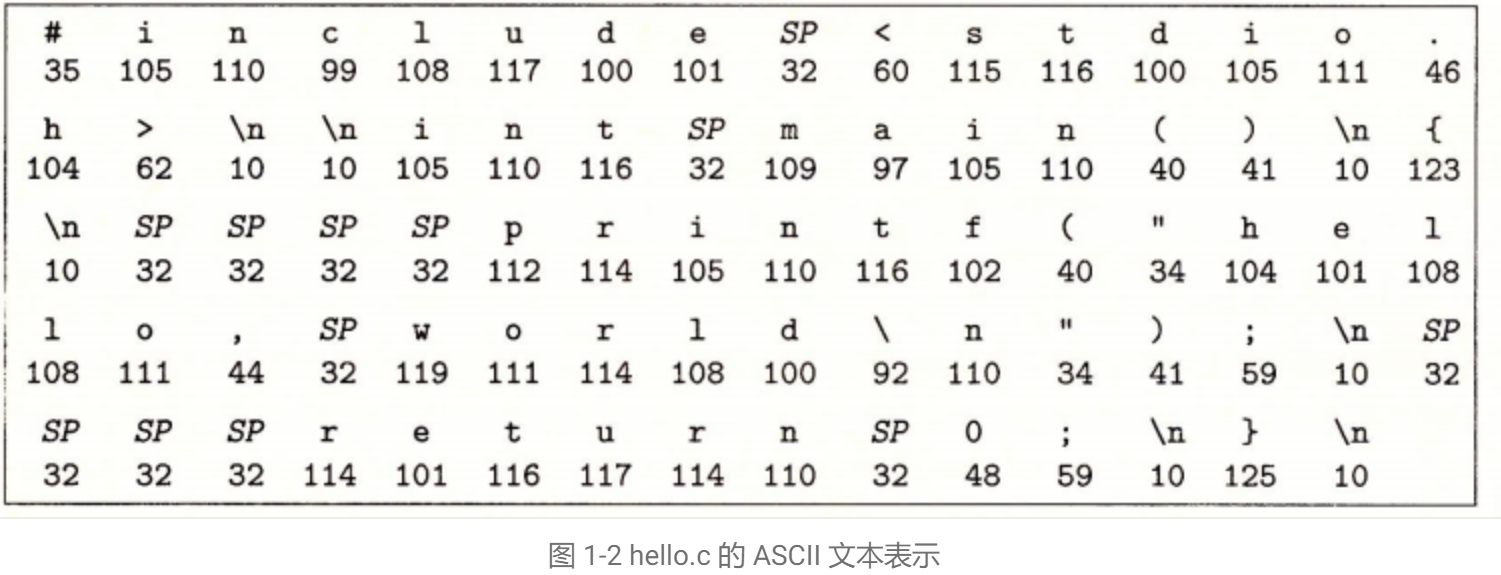 # i n c l u d e SP < s t d i o .
35 105 110 99 108 117 100 101 32 60 115 116 100 105 111 46
h > \n \n i n t SP m a i n ( ) \n {
104 62 10 10 105 110 116 32 109 97 105 110 40 41 10 123
\n SP SP SP SP p r i n t f ( " h e l
10 32 32 32 32 112 114 105 110 116 102 40 34 104 101 108
l o , SP w o r l d \ n " ) ; \n SP
108 111 44 32 119 111 114 108 100 92 110 34 41 59 10 32
SP SP SP r e t u r n SP 0 ; \n } \n
32 32 32 114 101 116 117 114 110 32 48 59 10 125 10
图 1-2 hello.c 的 ASCII 文本表示